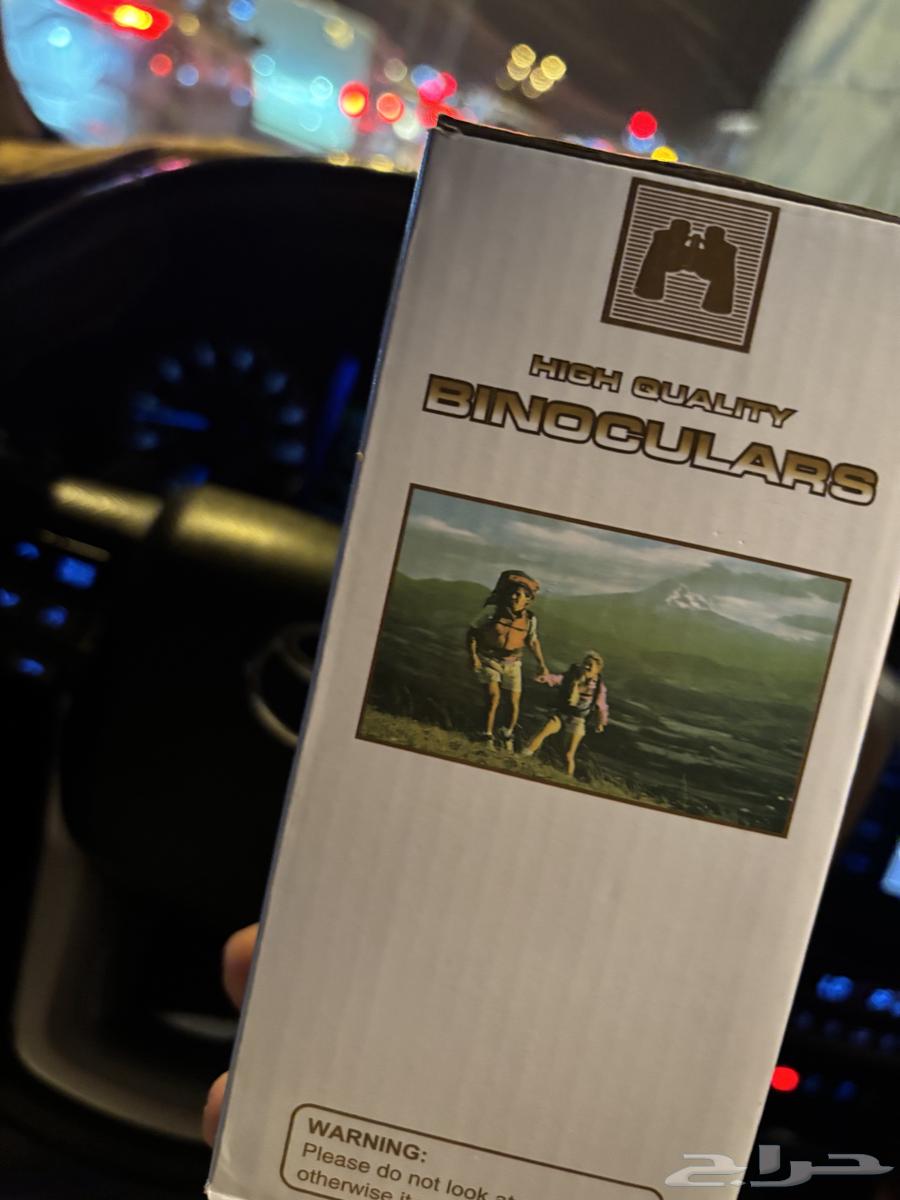 HIGH QUALITY
BINOCULARS
WARNING:
Please do not look
otherwise
حراج